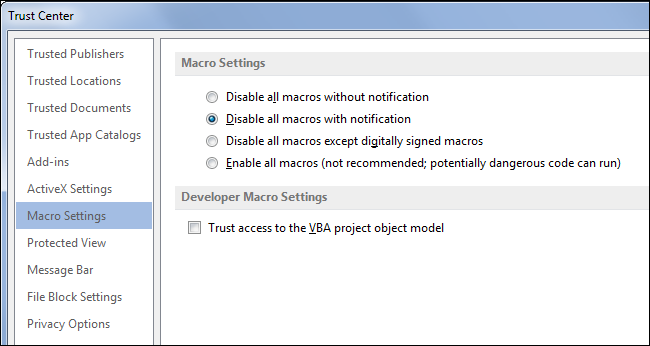 Trust Center
Trusted Publishers
Trusted Locations
Trusted Documents
Trusted App Catalogs
Add-ins
ActiveX Settings
Macro Settings
Protected View
Message Bar
File Block Settings
Privacy Options
Macro Settings
Disable all macros without notification
Disable all macros with notification
Disable all macros except digitally signed macros
Enable all macros (not recommended; potentially dangerous code can run)
Developer Macro Settings
Trust access to the VBA project object model